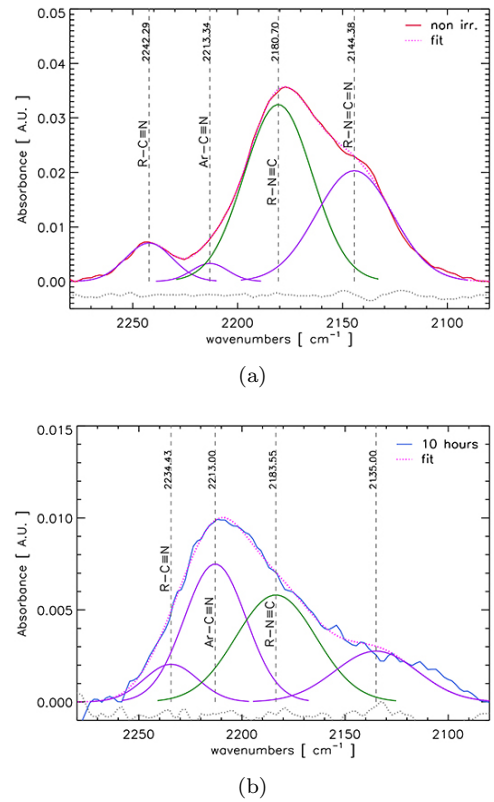 0.05
0.04
0.03
0.02
0.01
0.00
Absorbance [ A.U. ]
2242.29
2213.34
2180.70
2144.38
R-C≡N
Ar-C≡N
R-N≡C
R-N=C=N
non irr.
fit
2250
2200
2150
2100
wavenumbers [ cm⁻¹ ]
(a)
0.015
0.010
0.005
0.000
Absorbance [ A.U. ]
2234.43
2213.00
2183.55
2135.00
R-C≡N
Ar-C≡N
R-N≡C
10 hours
fit
2250
2200
2150
2100
wavenumbers [ cm⁻¹ ]
(b)